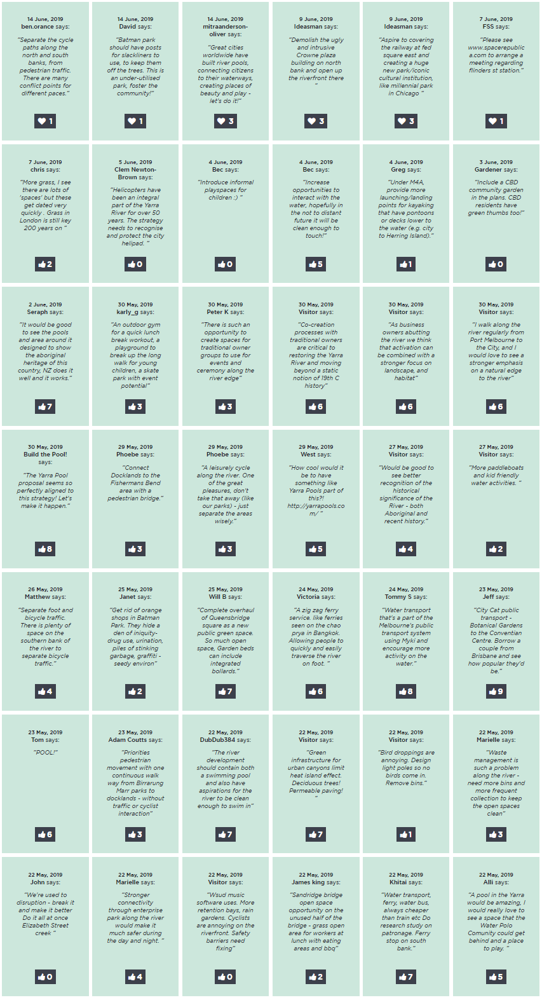 14 June, 2019
ben.orance says:
"Separate the cycle
paths along the
north and south
banks, from
pedestrian traffic.
There are many
conflict points for
different paces."
1
14 June, 2019
David says:
"Batman park
should have posts
for slackliners to
use, to keep them
off the trees. This is
an under-utilised
park, foster the
community!"
1
14 June, 2019
mitraanderson-
oliver says:
"Great cities
worldwide have
built river pools,
connecting citizens
to their waterways,
creating places of
beauty and play -
let's do it!"
3
9 June, 2019
Ideasman says:
"Demolish the ugly
and intrusive
Crowne plaza
building on north
bank and open up
the riverfront there
"
3
9 June, 2019
Ideasman says:
"Aspire to covering
the railway at fed
square east and
creating a huge
new park/iconic
cultural institution,
like millennial park
in Chicago "
3
7 June, 2019
FSS says:
"Please see
www.spacerepublic
a.com to arrange a
meeting regarding
flinders st station."
1
7 June, 2019
chris says:
"More grass, I see
there are lots of
'spaces' but these
get dated very
quickly . Grass in
London is still key
200 years on "
2
5 June, 2019
Clem Newton-
Brown says:
"Helicopters have
been an integral
part of the Yarra
River for over 50
years. The strategy
needs to recognise
and protect the city
helipad. "
0
4 June, 2019
Bec says:
"Introduce informal
playspaces for
children :) "
0
4 June, 2019
Bec says:
"Increase
opportunities to
interact with the
water, hopefully in
the not to distant
future it will be
clean enough to
touch!"
5
4 June, 2019
Greg says:
"Under M4A,
provide more
launching/landing
points for kayaking
that have pontoons
or decks lower to
the water (e.g. city
to Herring Island)."
1
3 June, 2019
Gardener says:
"Include a CBD
community garden
in the plans. CBD
residents have
green thumbs too!"
0
2 June, 2019
Seraph says:
"It would be good
to see the pools
and area around it
designed to show
the aboriginal
heritage of this
country, NZ does it
well and it works."
7
30 May, 2019
karly_g says:
"An outdoor gym
for a quick lunch
break workout, a
playground to
break up the long
walk for young
children, a skate
park with event
potential"
3
30 May, 2019
Peter K says:
"There is such an
opportunity to
create spaces for
traditional owner
groups to use for
events and
ceremony along the
river edge"
3
30 May, 2019
Visitor says:
"Co-creation
processes with
traditional owners
are critical to
restoring the Yarra
River and moving
beyond a static
notion of 19th C
history"
6
30 May, 2019
Visitor says:
"As business
owners abutting
the river we think
that activation can
be combined with a
stronger focus on
landscape, and
habitat"
6
30 May, 2019
Visitor says:
"I walk along the
river regularly from
Port Melbourne to
the City, and I
would love to see a
stronger emphasis
on a natural edge
to the river"
6
30 May, 2019
Build the Pool!
says:
"The Yarra Pool
proposal seems so
perfectly aligned to
this strategy! Let's
make it happen."
8
29 May, 2019
Phoebe says:
"Connect
Docklands to the
Fishermans Bend
area with a
pedestrian bridge."
3
29 May, 2019
Phoebe says:
"A leisurely cycle
along the river. One
of the great
pleasures, don't
take that away (like
our parks) - just
separate the areas
wisely."
3
29 May, 2019
West says:
"How cool would it
be to have
something like
Yarra Pools part of
this?!
http://yarrapools.co
m/ "
5
27 May, 2019
Visitor says:
"Would be good to
see better
recognition of the
historical
significance of the
River - both
Aboriginal and
recent history."
4
27 May, 2019
Visitor says:
"More paddleboats
and kid friendly
water activities. "
2
26 May, 2019
Matthew says:
"Separate foot and
bicycle traffic.
There is plenty of
space on the
southern bank of
the river to
separate bicycle
traffic."
4
25 May, 2019
Janet says:
"Get rid of orange
shops in Batman
Park. They hide a
den of iniquity-
drug use, urination,
piles of stinking
garbage, graffiti -
seedy environ"
2
25 May, 2019
Will B says:
"Complete overhaul
of Queensbridge
square as a new
public green space.
So much open
space, Garden beds
can include
integrated
bollards."
7
24 May, 2019
Victoria says:
"A zig zag ferry
service. like ferries
seen on the chao
prya in Bangkok.
Allowing people to
quickly and easily
traverse the river
on foot. "
6
24 May, 2019
Tommy S says:
"Water transport
that's a part of the
Melbourne's public
transport system
using Myki and
encourage more
activity on the
water."
8
23 May, 2019
Jeff says:
"City Cat public
transport -
Botanical Gardens
to the Conventian
Centre. Borrow a
couple from
Brisbane and see
how popular they'd
be."
9
23 May, 2019
Tom says:
"POOL!"
6
23 May, 2019
Adam Coutts says:
"Priorities
pedestrian
movement with one
continuous walk
way from Birrarung
Marr parks to
docklands - without
traffic or cyclist
interaction"
3
22 May, 2019
DubDub384 says:
"The river
development
should contain both
a swimming pool
and also have
aspirations for the
river to be clean
enough to swim in"
7
22 May, 2019
Visitor says:
"Green
infrastructure for
urban canyons limit
heat island effect.
Deciduous trees!
Permeable paving!
"
7
22 May, 2019
Visitor says:
"Bird droppings are
annoying. Design
light poles so no
birds come in.
Remove bins."
1
22 May, 2019
Marielle says:
"Waste
management is
such a problem
along the river -
need more bins and
more frequent
collection to keep
the open spaces
clean"
3
22 May, 2019
John says:
"We're used to
disruption - break it
and make it better
Do it all at once
Elizabeth Street
creek "
0
22 May, 2019
Marielle says:
"Stronger
connectivity
through enterprise
park along the river
would make it
much safer during
the day and night. "
4
22 May, 2019
Visitor says:
"Wsud music
software uses. More
retention bays, rain
gardens. Cyclists
are annoying on the
riverfront. Safety
barriers need
fixing"
0
22 May, 2019
James king says:
"Sandridge bridge
open space
opportunity on the
unused half of the
bridge - grass open
area for workers at
lunch with eating
areas and bbq"
2
22 May, 2019
Khitai says:
"Water transport,
ferry, water bus,
always cheaper
than train etc Do
research study on
patronage. Ferry
stop on south
bank."
7
22 May, 2019
Alli says:
"A pool in the Yarra
would be amazing, I
would really love to
see a space that the
Water Polo
Comunity could get
behind and a place
to play. "
5